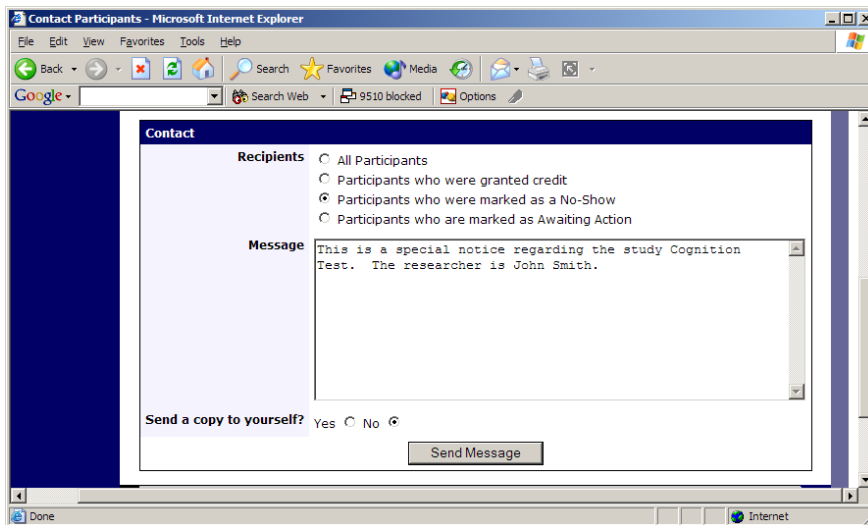 Contact Participants - Microsoft Internet Explorer
File Edit View Favorites Tools Help
Back Search Favorites Media
Google Search Web 9510 blocked Options
Contact
Recipients All Participants
Participants who were granted credit
Participants who were marked as a No-Show
Participants who are marked as Awaiting Action
Message This is a special notice regarding the study Cognition
Test. The researcher is John Smith.
Send a copy to yourself? Yes No
Send Message
Done Internet